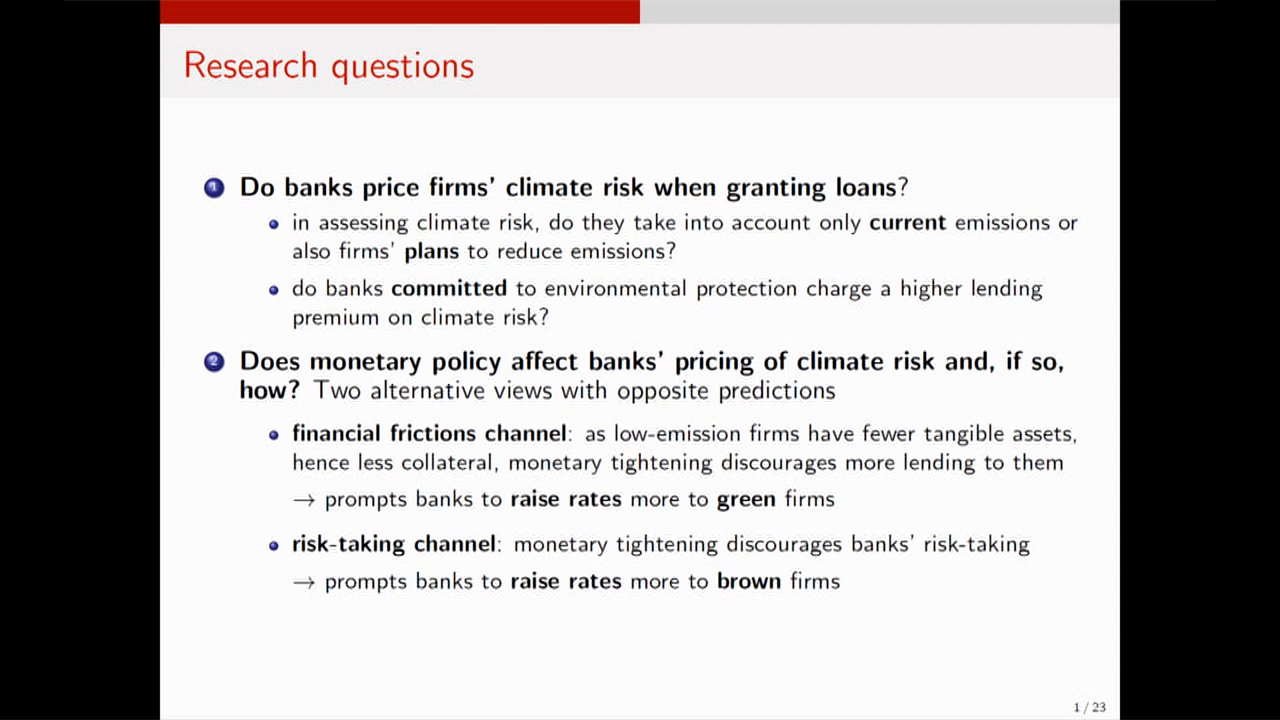 Research questions
1 Do banks price firms' climate risk when granting loans?
• in assessing climate risk, do they take into account only current emissions or
also firms' plans to reduce emissions?
• do banks committed to environmental protection charge a higher lending
premium on climate risk?
2 Does monetary policy affect banks' pricing of climate risk and, if so,
how? Two alternative views with opposite predictions
• financial frictions channel: as low-emission firms have fewer tangible assets,
hence less collateral, monetary tightening discourages more lending to them
→ prompts banks to raise rates more to green firms
• risk-taking channel: monetary tightening discourages banks' risk-taking
→ prompts banks to raise rates more to brown firms
1 / 23